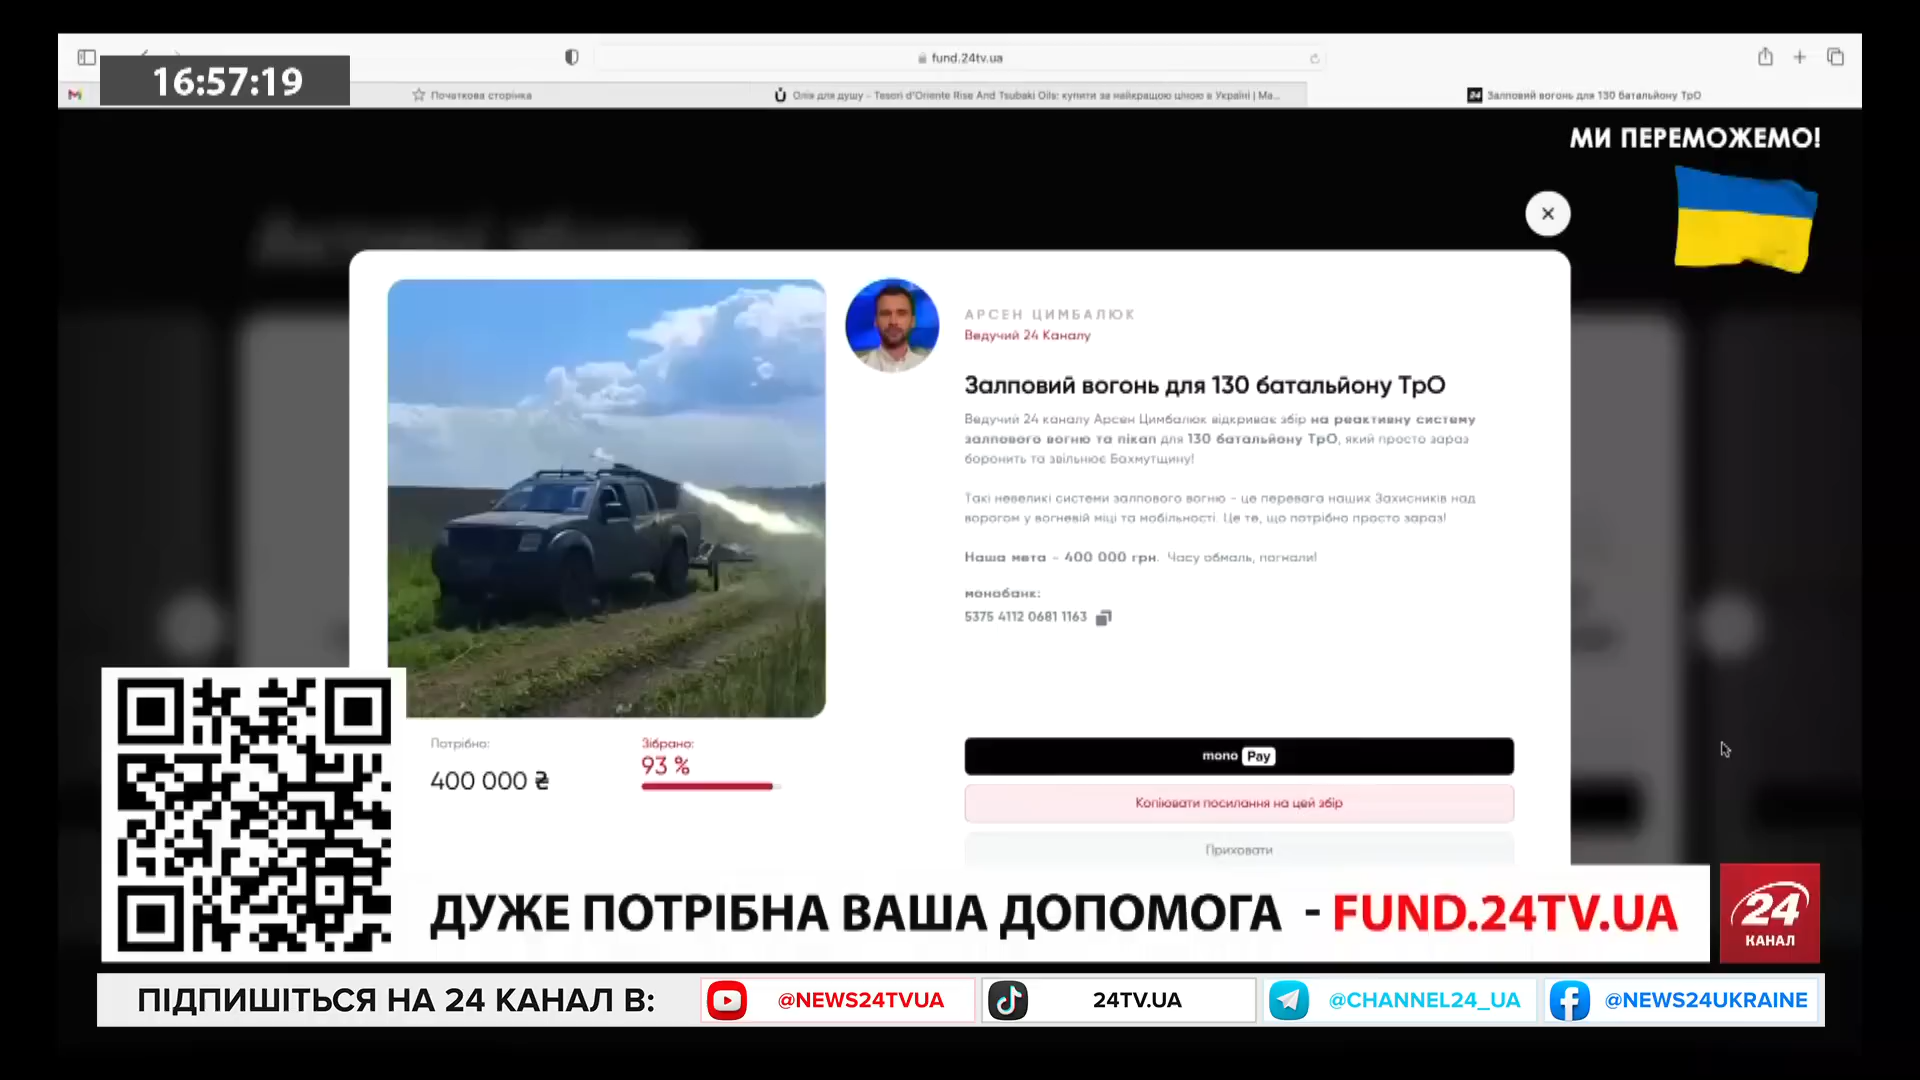 fund.24tv.ua
16:57:19
Початкова сторінка
Олія для душу - Tesori d'Oriente Rise And Tsubaki Oils: купити за найкращою ціною в Україні | Ма...
24
Залповий вогонь для 130 батальйону ТрО
МИ ПЕРЕМОЖЕМО!
АРСЕН ЦИМБАЛЮК
Ведучий 24 Каналу
Залповий вогонь для 130 батальйону ТрО
Ведучий 24 каналу Арсен Цимбалюк відкриває збір на реактивну систему
залпового вогню та пікап для 130 батальйону ТрО, який просто зараз
боронить та звільнює Бахмутщину!
Такі невеликі системи залпового вогню - це перевага наших Захисників над
ворогом у вогневій міці та мобільності. Це те, що потрібно просто зараз!
Наша мета - 400 000 грн. Часу обмаль, погнали!
монобанк:
5375 4112 0681 1163
Потрібно:
400 000 ₴
Зібрано:
93 %
mono Pay
Копіювати посилання на цей збір
Приховати
ДУЖЕ ПОТРІБНА ВАША ДОПОМОГА - FUND.24TV.UA
24
КАНАЛ
ПІДПИШІТЬСЯ НА 24 КАНАЛ В:
@NEWS24TVUA
24TV.UA
@CHANNEL24_UA
@NEWS24UKRAINE